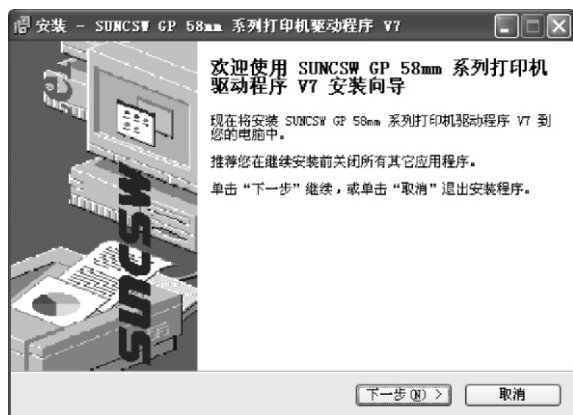 安装 - SUNCSW GP 58mm 系列打印机驱动程序 V7
欢迎使用 SUNCSW GP 58mm 系列打印机
驱动程序 V7 安装向导
现在将安装 SUNCSW GP 58mm 系列打印机驱动程序 V7 到
您的电脑中。
推荐您在继续安装前关闭所有其它应用程序。
单击“下一步”继续，或单击“取消”退出安装程序。
SUNCSW
下一步(N) >
取消